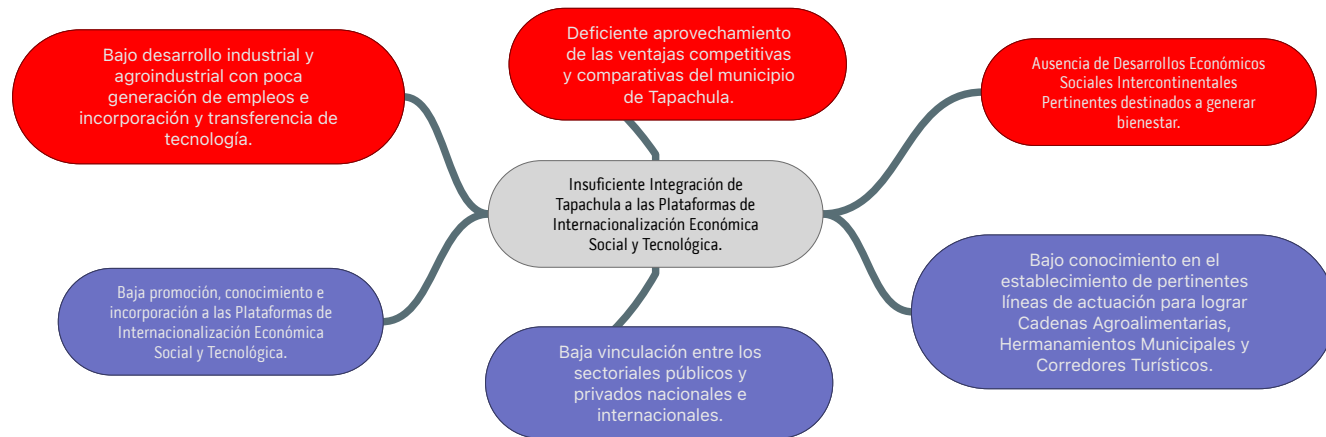 Bajo desarrollo industrial y
agroindustrial con poca
generación de empleos e
incorporación y transferencia de
tecnología.
Deficiente aprovechamiento
de las ventajas competitivas
y comparativas del municipio
de Tapachula.
Ausencia de Desarrollos Económicos
Sociales Intercontinentales
Pertinentes destinados a generar
bienestar.
Insuficiente Integración de
Tapachula a las Plataformas de
Internacionalización Económica
Social y Tecnológica.
Baja promoción, conocimiento e
incorporación a las Plataformas de
Internacionalización Económica
Social y Tecnológica.
Baja vinculación entre los
sectoriales públicos y
privados nacionales e
internacionales.
Bajo conocimiento en el
establecimiento de pertinentes
líneas de actuación para lograr
Cadenas Agroalimentarias,
Hermanamientos Municipales y
Corredores Turísticos.